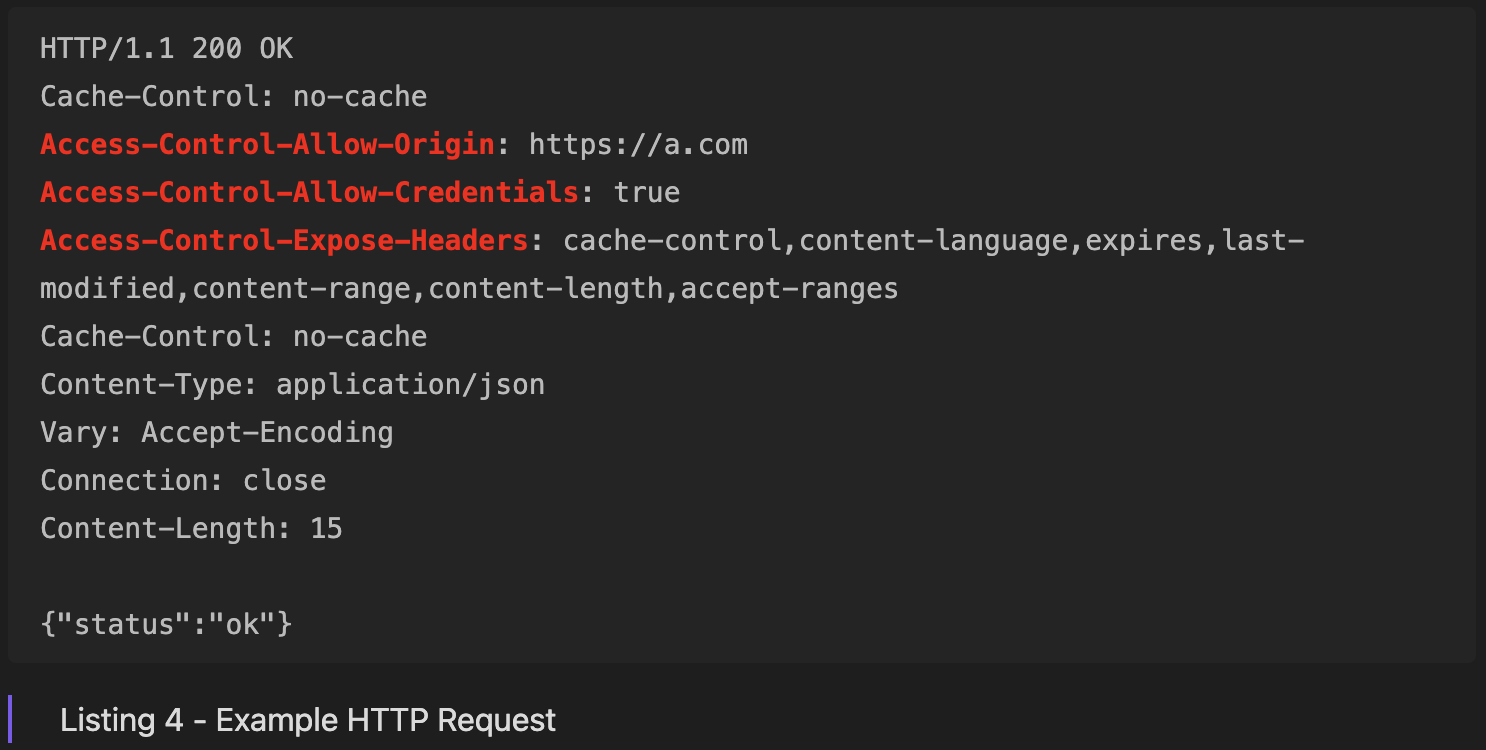 HTTP/1.1 200 OK
Cache-Control: no-cache
Access-Control-Allow-Origin: https://a.com
Access-Control-Allow-Credentials: true
Access-Control-Expose-Headers: cache-control,content-language,expires,last-
modified,content-range,content-length,accept-ranges
Cache-Control: no-cache
Content-Type: application/json
Vary: Accept-Encoding
Connection: close
Content-Length: 15

{"status":"ok"}
Listing 4 - Example HTTP Request